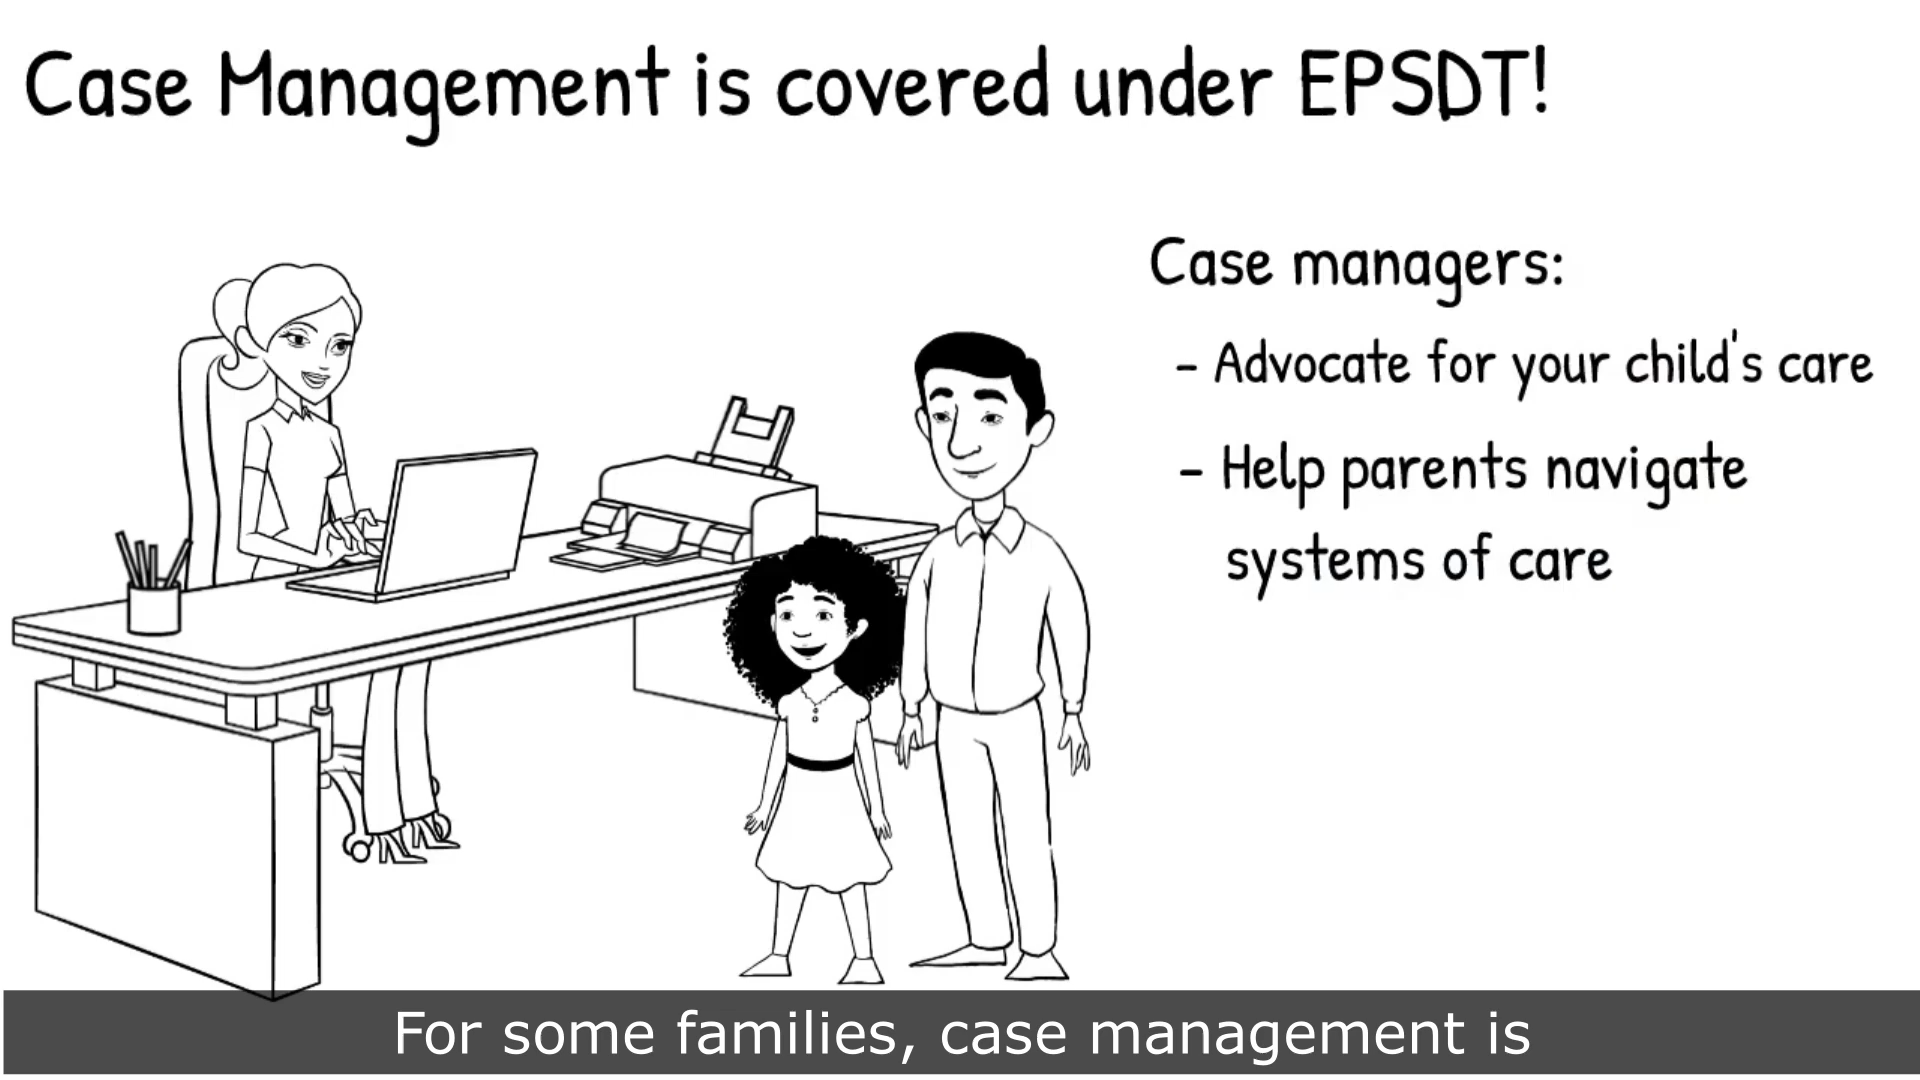 Case Management is covered under EPSDT!
Case managers:
- Advocate for your child's care
- Help parents navigate
systems of care
For some families, case management is